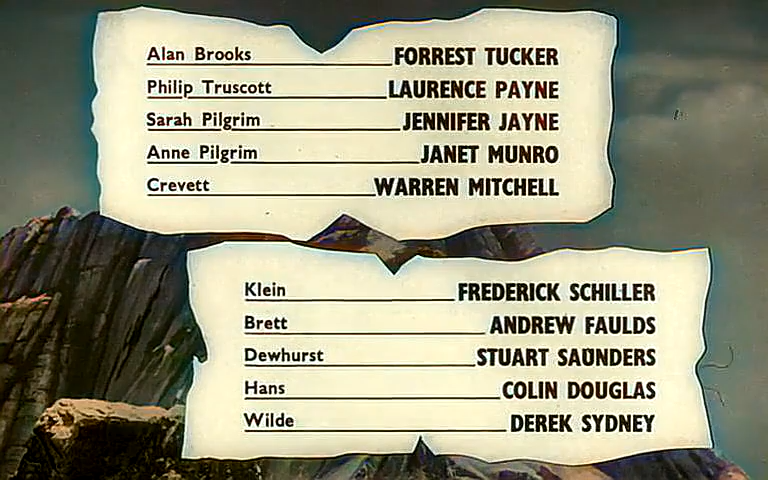 Alan Brooks FORREST TUCKER
Philip Truscott LAURENCE PAYNE
Sarah Pilgrim JENNIFER JAYNE
Anne Pilgrim JANET MUNRO
Crevett WARREN MITCHELL
Klein FREDERICK SCHILLER
Brett ANDREW FAULDS
Dewhurst STUART SAUNDERS
Hans COLIN DOUGLAS
Wilde DEREK SYDNEY